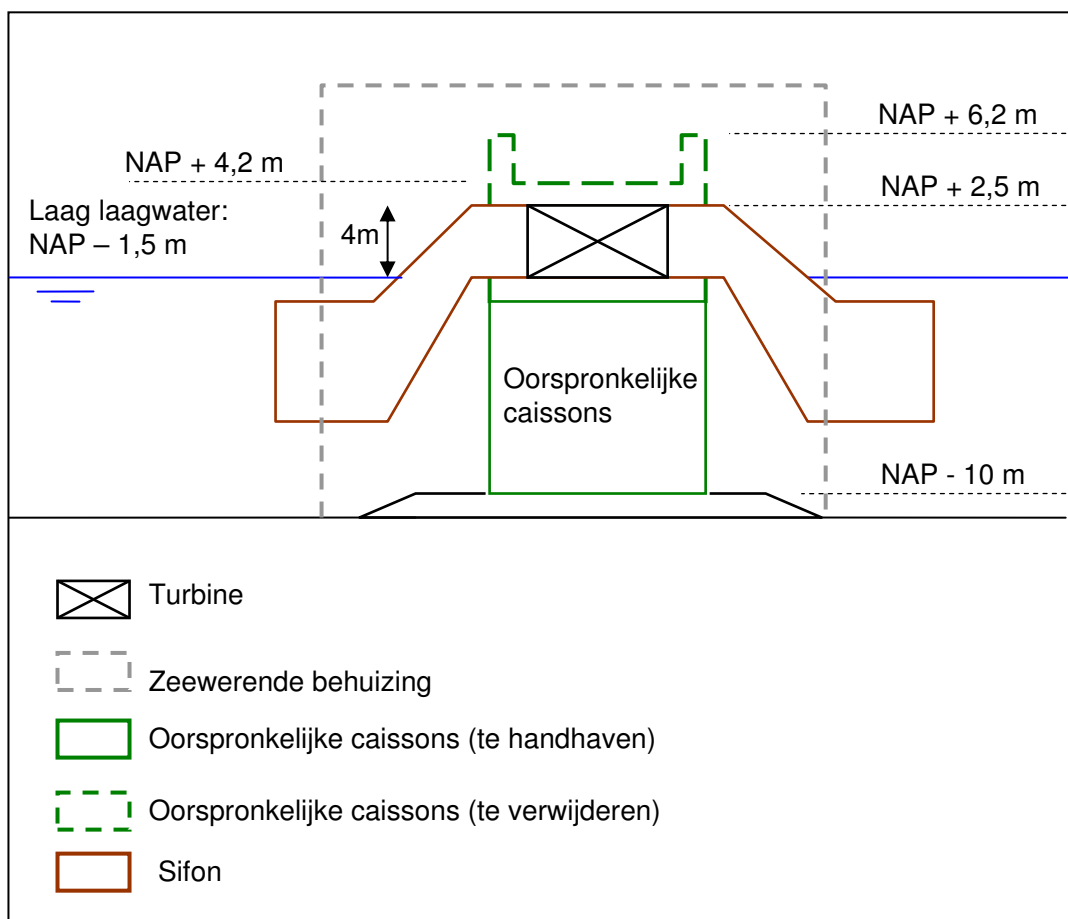 NAP + 6,2 m
NAP + 4,2 m
NAP + 2,5 m
Laag laagwater:
NAP – 1,5 m
4m
Oorspronkelijke
caissons
NAP - 10 m
Turbine
Zeewerende behuizing
Oorspronkelijke caissons (te handhaven)
Oorspronkelijke caissons (te verwijderen)
Sifon